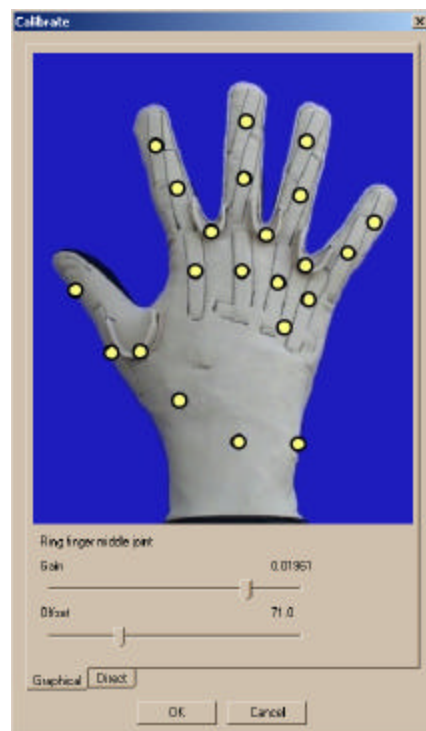 Calibrate
Ring finger middle joint
Gain 0.01961
Offset 71.0
Graphical Direct
OK Cancel